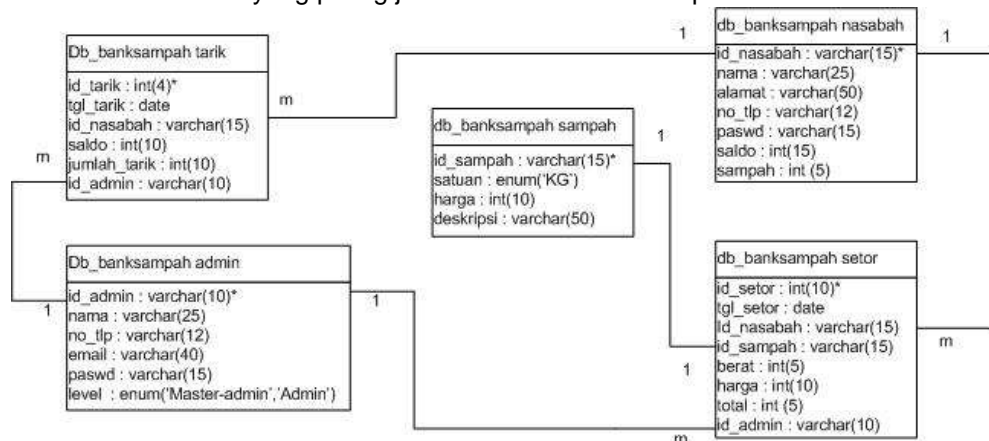 Db_banksampah tarik
id_tarik : int(4)*
tgl_tarik : date
id_nasabah : varchar(15)
saldo : int(10)
jumlah_tarik : int(10)
id_admin : varchar(10)
m
m
1
1
db_banksampah nasabah
id_nasabah : varchar(15)*
nama : varchar(25)
alamat : varchar(50)
no_tlp : varchar(12)
paswd : varchar(15)
saldo : int(15)
sampah : int (5)
db_banksampah sampah
id_sampah : varchar(15)*
satuan : enum('KG')
harga : int(10)
deskripsi : varchar(50)
1
Db_banksampah admin
id_admin : varchar(10)*
nama : varchar(25)
no_tlp : varchar(12)
email : varchar(40)
paswd : varchar(15)
level : enum('Master-admin','Admin')
1
1
db_banksampah setor
id_setor : int(10)*
tgl_setor : date
Id_nasabah : varchar(15)
id_sampah : varchar(15)
berat : int(5)
harga : int(10)
total : int (5)
id_admin : varchar(10)
m
1
m